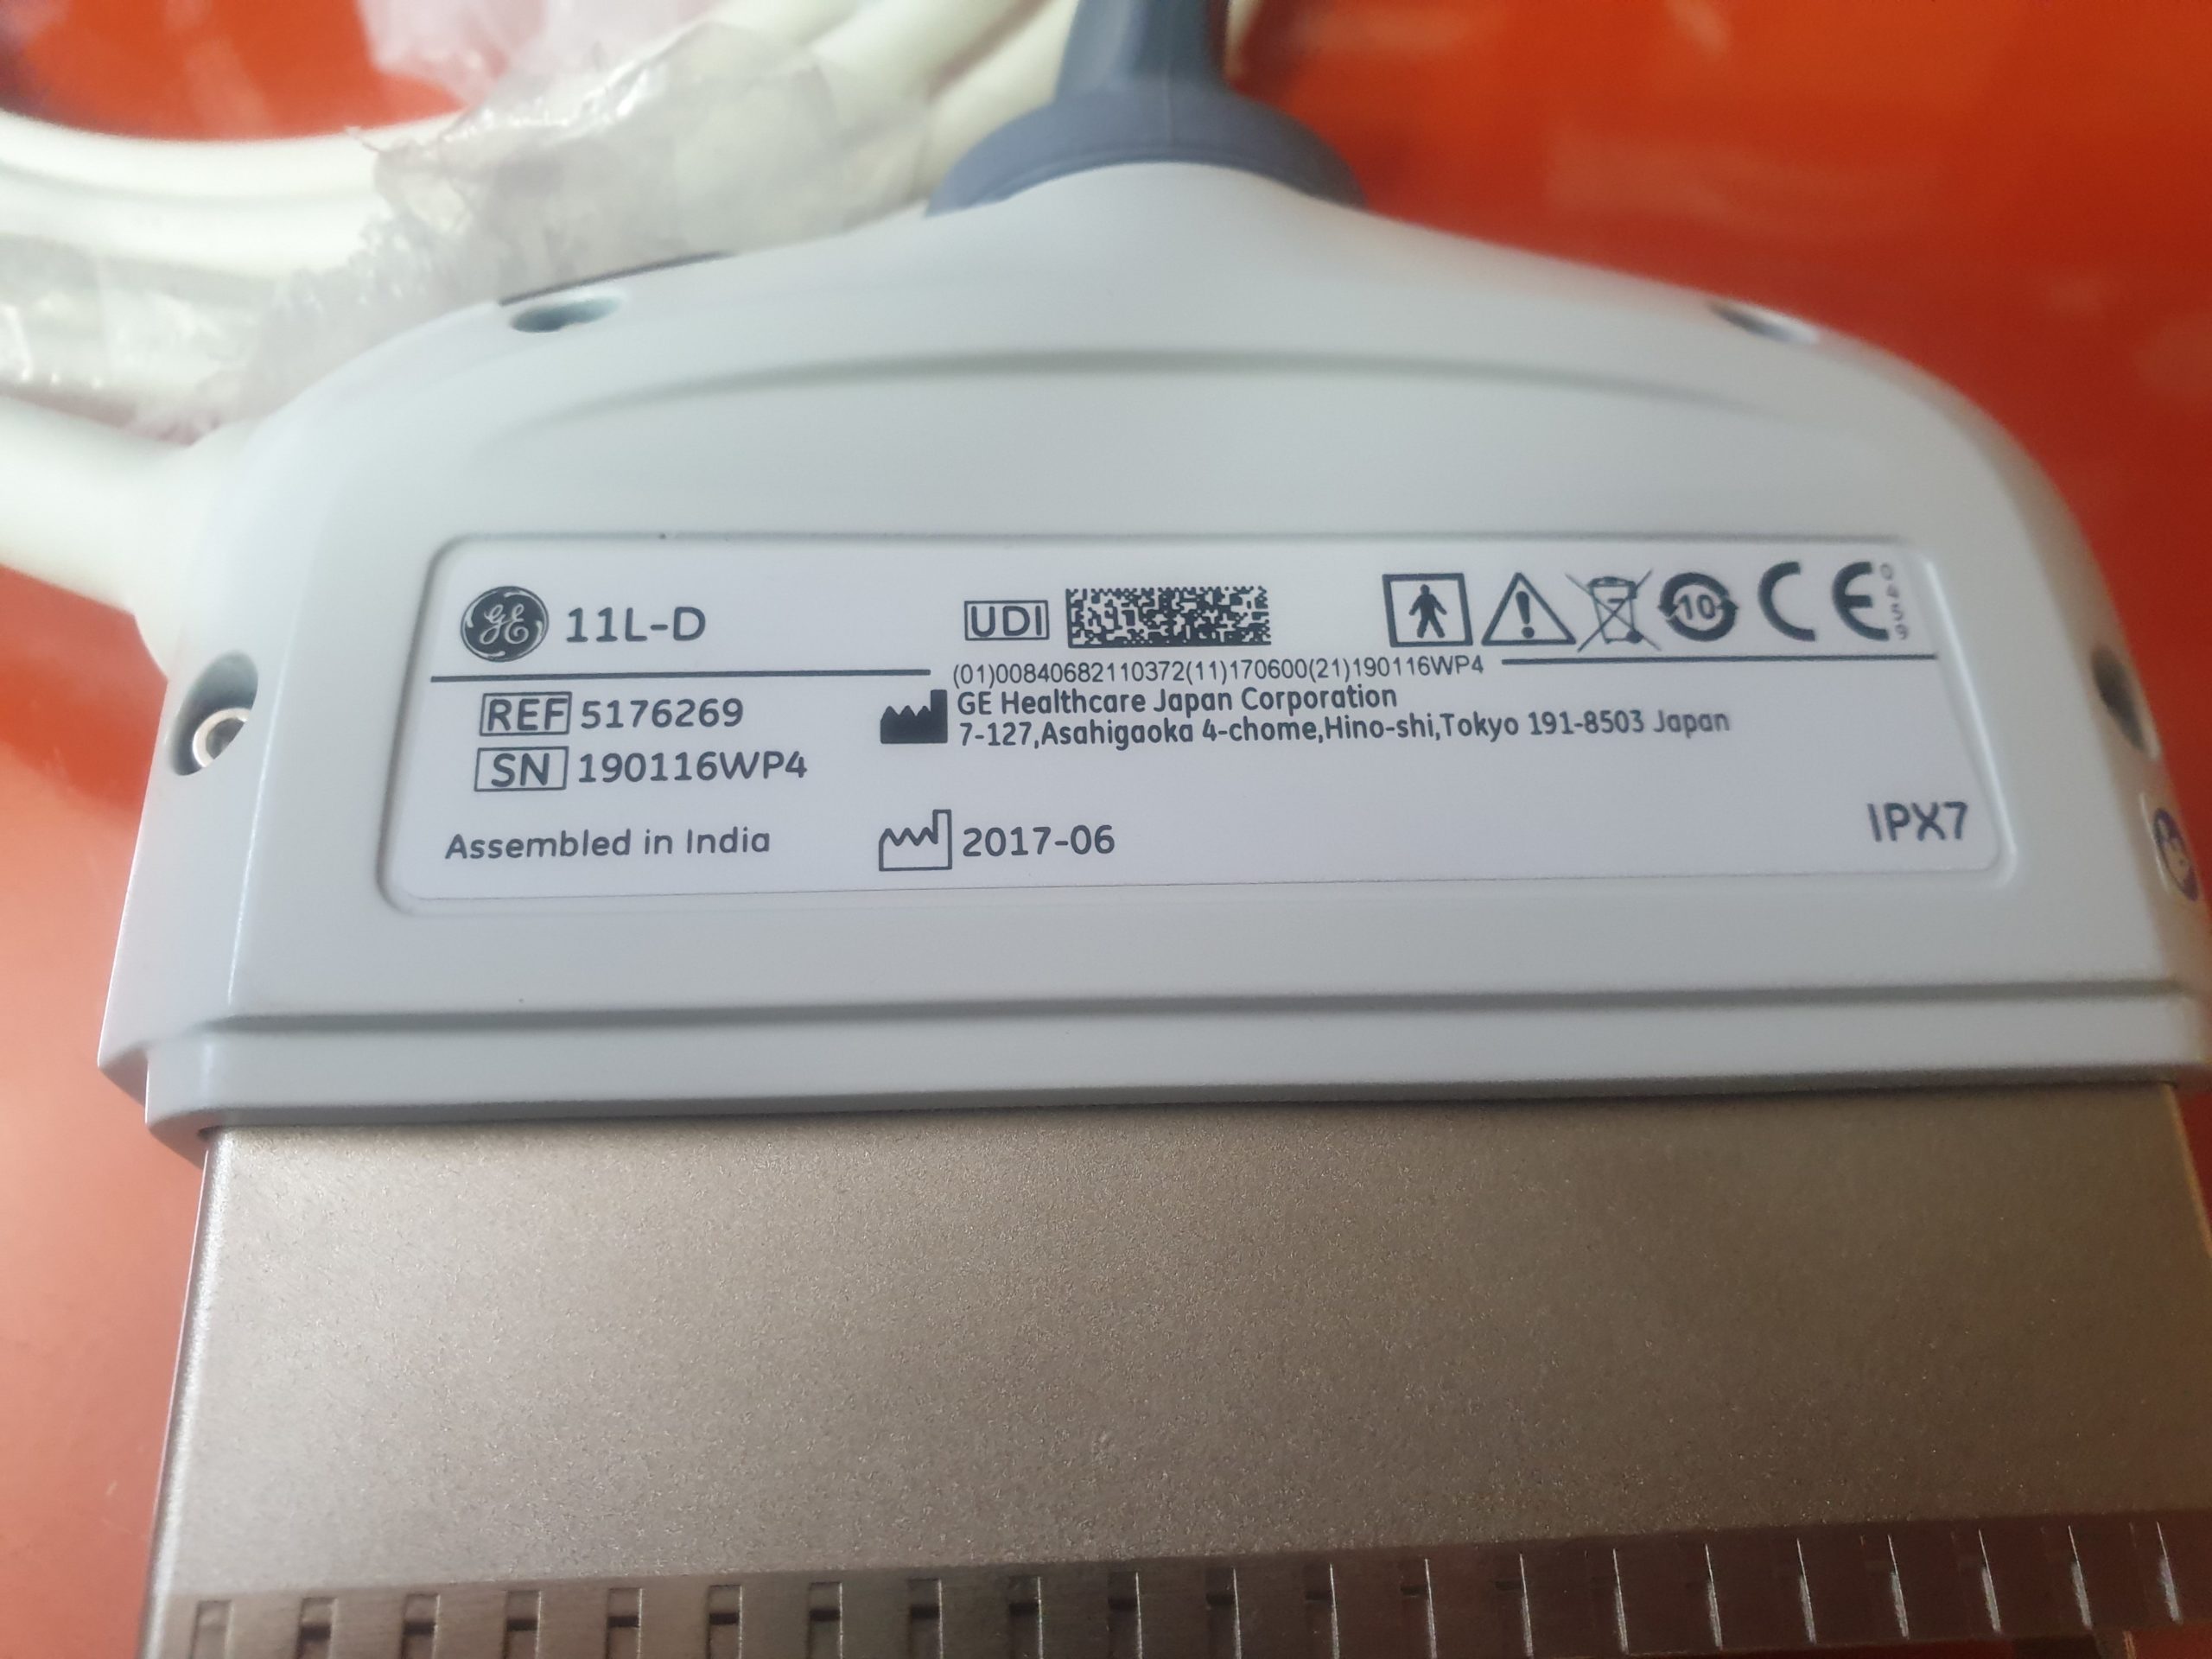 GE 11L-D
UDI
10
CE 0459
(01)00840682110372(11)170600(21)190116WP4
REF 5176269
GE Healthcare Japan Corporation
7-127,Asahigaoka 4-chome,Hino-shi,Tokyo 191-8503 Japan
SN 190116WP4
Assembled in India
2017-06
IPX7